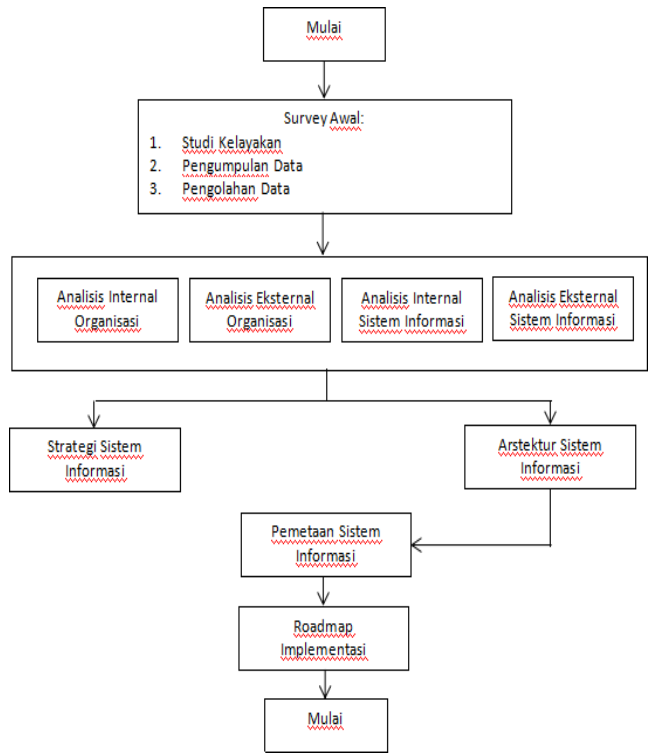 Mulai
Survey Awal:
1. Studi Kelayakan
2. Pengumpulan Data
3. Pengolahan Data
Analisis Internal
Organisasi
Analisis Eksternal
Organisasi
Analisis Internal
Sistem Informasi
Analisis Eksternal
Sistem Informasi
Strategi Sistem
Informasi
Arstektur Sistem
Informasi
Pemetaan Sistem
Informasi
Roadmap
Implementasi
Mulai